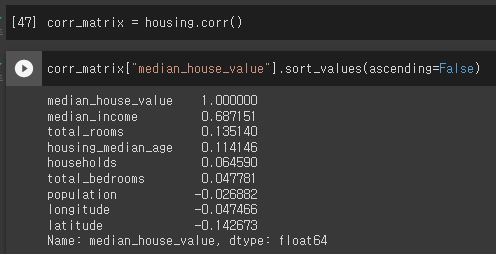 [47] corr_matrix = housing.corr()
corr_matrix["median_house_value"].sort_values(ascending=False)
median_house_value    1.000000
median_income         0.687151
total_rooms           0.135140
housing_median_age    0.114146
households            0.064590
total_bedrooms        0.047781
population           -0.026882
longitude            -0.047466
latitude             -0.142673
Name: median_house_value, dtype: float64